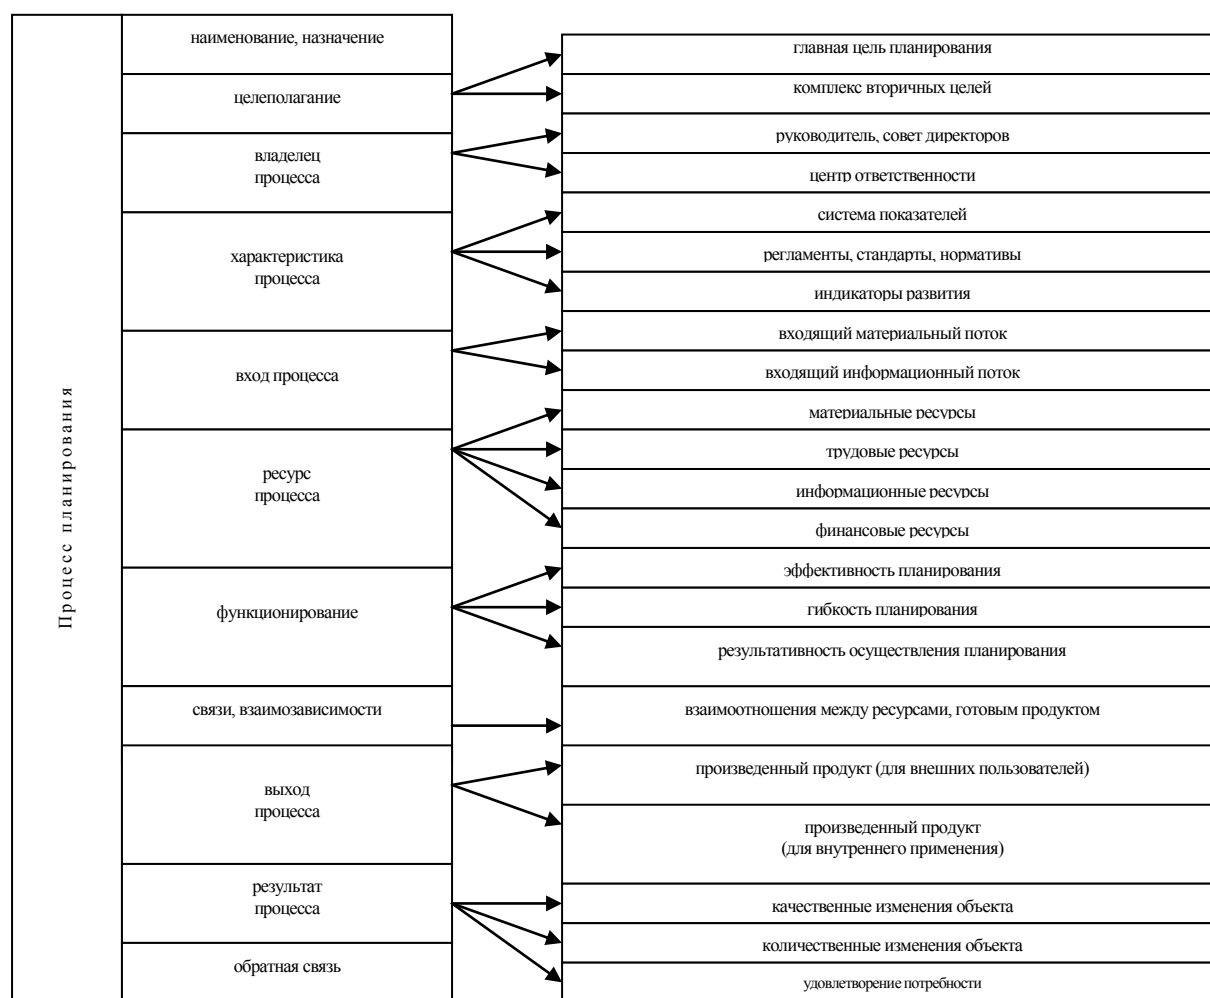 Процесс планирования
наименование, назначение
целеполагание
владелец
процесса
характеристика
процесса
вход процесса
ресурс
процесса
функционирование
связи, взаимозависимости
выход
процесса
результат
процесса
обратная связь
главная цель планирования
комплекс вторичных целей
руководитель, совет директоров
центр ответственности
система показателей
регламенты, стандарты, нормативы
индикаторы развития
входящий материальный поток
входящий информационный поток
материальные ресурсы
трудовые ресурсы
информационные ресурсы
финансовые ресурсы
эффективность планирования
гибкость планирования
результативность осуществления планирования
взаимоотношения между ресурсами, готовым продуктом
произведенный продукт (для внешних пользователей)
произведенный продукт
(для внутреннего применения)
качественные изменения объекта
количественные изменения объекта
удовлетворение потребности